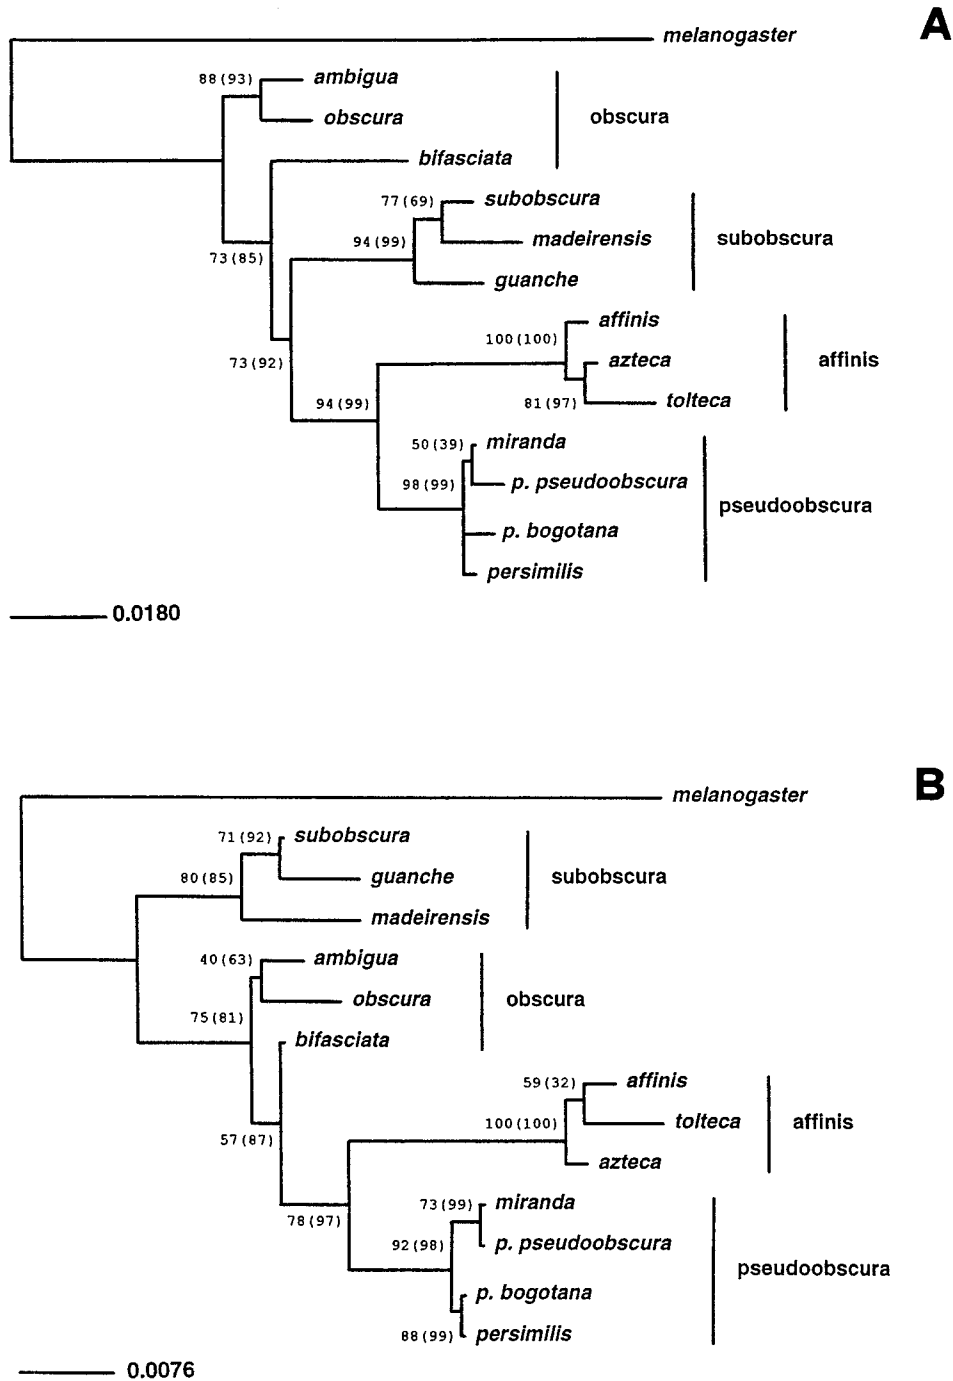 A
melanogaster
88(93)
ambigua
obscura
obscura
bifasciata
73(85)
77(69)
subobscura
94(99)
madeirensis
subobscura
guanche
73(92)
affinis
100(100)
azteca
affinis
81(97)
tolteca
94(99)
50(39)
miranda
98(99)
p. pseudoobscura
pseudoobscura
p. bogotana
persimilis
0.0180
B
melanogaster
71(92)
subobscura
80(85)
guanche
subobscura
madeirensis
40(63)
ambigua
obscura
obscura
75(81)
bifasciata
57(87)
59(32)
affinis
100(100)
tolteca
affinis
azteca
78(97)
73(99)
miranda
92(98)
p. pseudoobscura
pseudoobscura
p. bogotana
88(99)
persimilis
0.0076